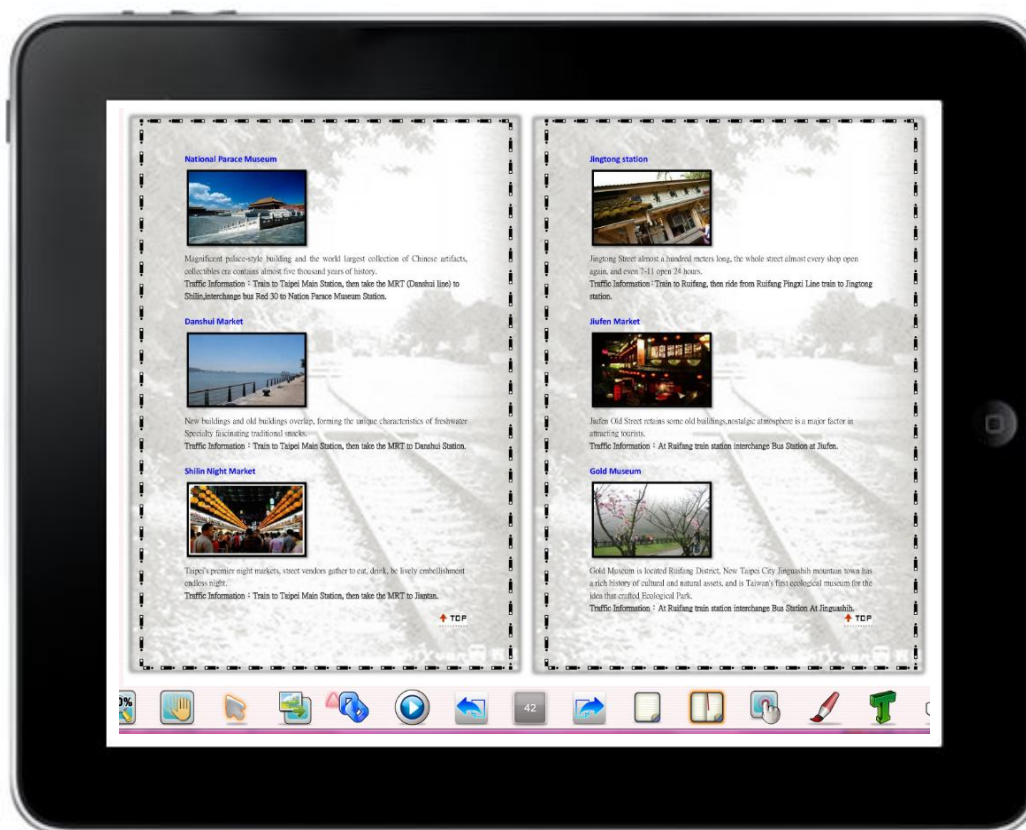 National Parace Museum
Magnificent palace-style building and the world largest collection of Chinese artifacts,
collectibles era contains almost five thousand years of history.
Traffic Information：Train to Taipei Main Station, then take the MRT (Danshui line) to
Shilin,interchange bus Red 30 to Nation Parace Museum Station.
Danshui Market
New buildings and old buildings overlap, forming the unique characteristics of freshwater
Specialty fascinating traditional snacks.
Traffic Information：Train to Taipei Main Station, then take the MRT to Danshui Station.
Shilin Night Market
Taipei's premier night markets, street vendors gather to eat, drink, be lively embellishment
endless night.
Traffic Information：Train to Taipei Main Station, then take the MRT to Jiantan.
TOP
Jingtong station
Jingtong Street almost a hundred meters long, the whole street almost every shop open
again, and even 7-11 open 24 hours.
Traffic Information：Train to Ruifang, then ride from Ruifang Pingxi Line train to Jingtong
station.
Jiufen Market
Jiufen Old Street retains some old buildings,nostalgic atmosphere is a major factor in
attracting tourists.
Traffic Information：At Ruifang train station interchange Bus Station at Jiufen.
Gold Museum
Gold Museum is located Ruifang District, New Taipei City Jinguashih mountain town has
a rich history of cultural and natural assets, and is Taiwan's first ecological museum for the
idea that crafted Ecological Park.
Traffic Information：At Ruifang train station interchange Bus Station At Jinguashih.
TOP
42